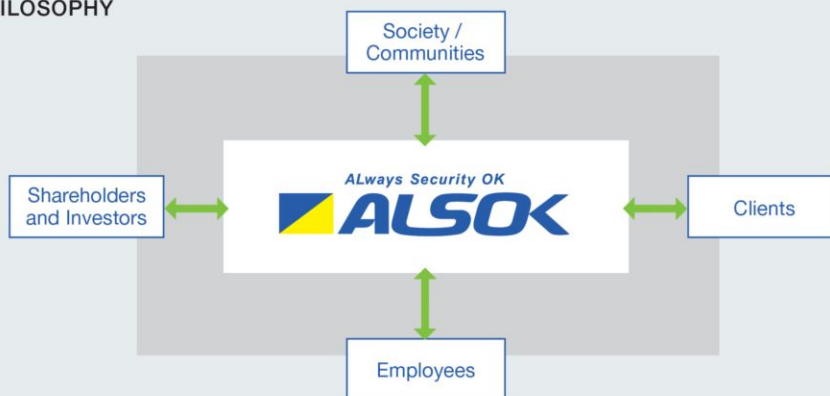 ILOSOPHY
Society /
Communities
Shareholders
and Investors
ALways Security OK
ALSOK
Clients
Employees